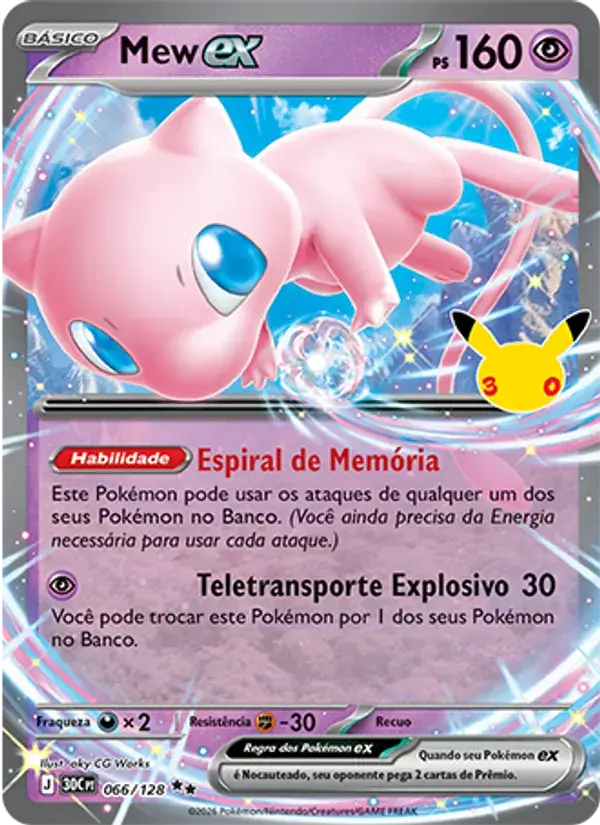 BÁSICO
Mew ex
PS 160
3 0
Habilidade Espiral de Memória
Este Pokémon pode usar os ataques de qualquer um dos
seus Pokémon no Banco. (Você ainda precisa da Energia
necessária para usar cada ataque.)
Teletransporte Explosivo 30
Você pode trocar este Pokémon por 1 dos seus Pokémon
no Banco.
Fraqueza ×2 Resistência -30 Recuo
Illust. aky CG Works
Regra dos Pokémon ex Quando seu Pokémon ex
é Nocauteado, seu oponente pega 2 cartas de Prêmio.
J 30C PT 066/128
©2026 Pokémon/Nintendo/Creatures/GAME FREAK